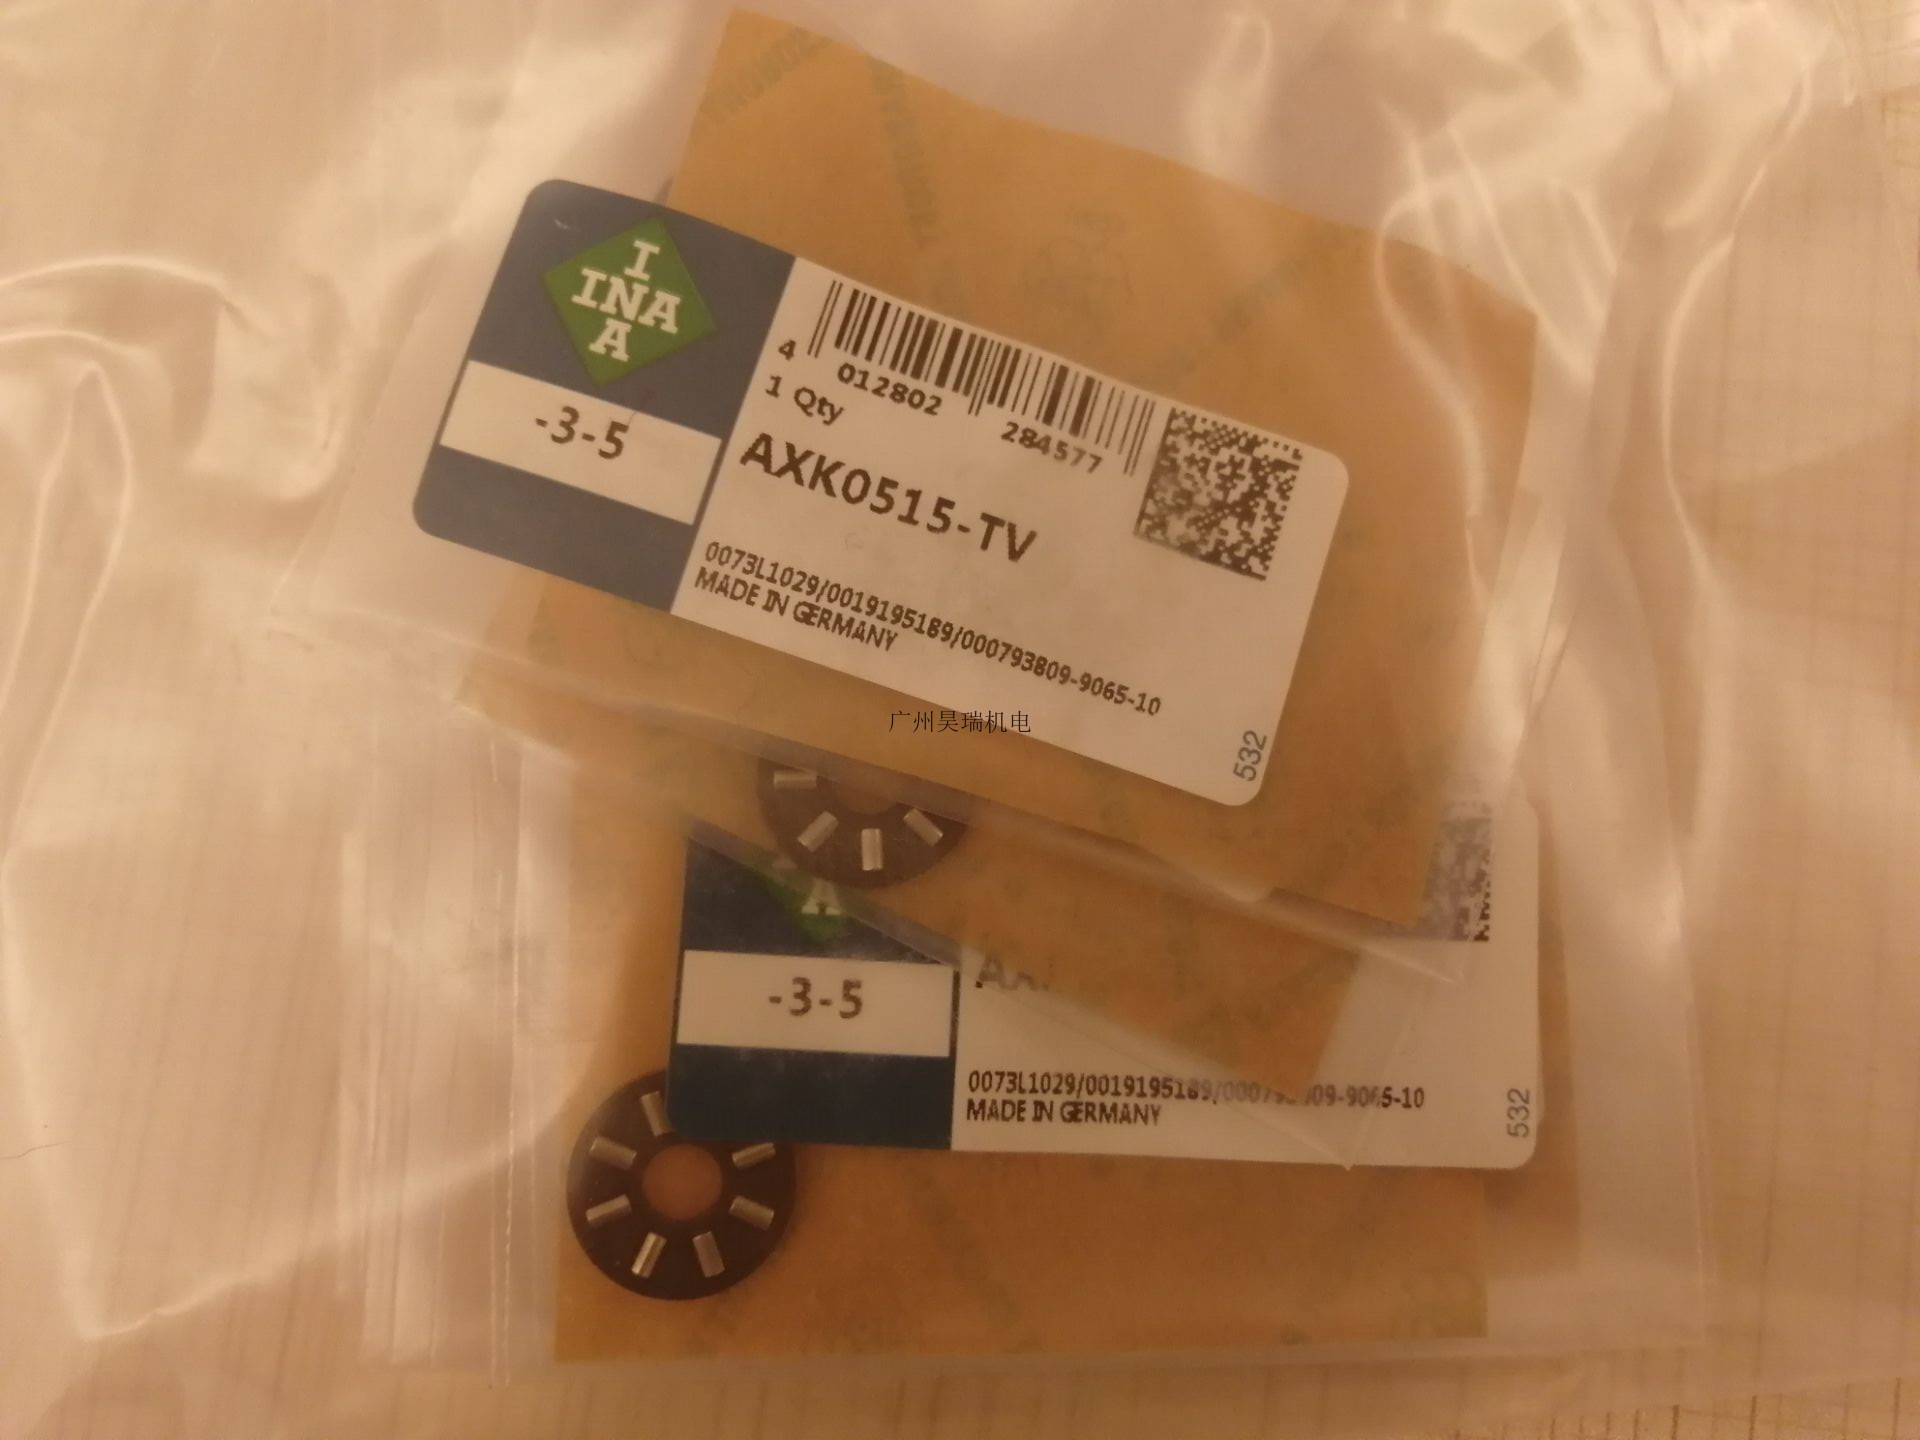 I
INA
A
-3-5
4 012802 284577
1 Qty
AXK0515-TV
0073L1029/0019195189/000793809-9065-10
MADE IN GERMANY
532
广州昊瑞机电
A
-3-5
0073L1029/0019195189/000793809-9065-10
MADE IN GERMANY
532